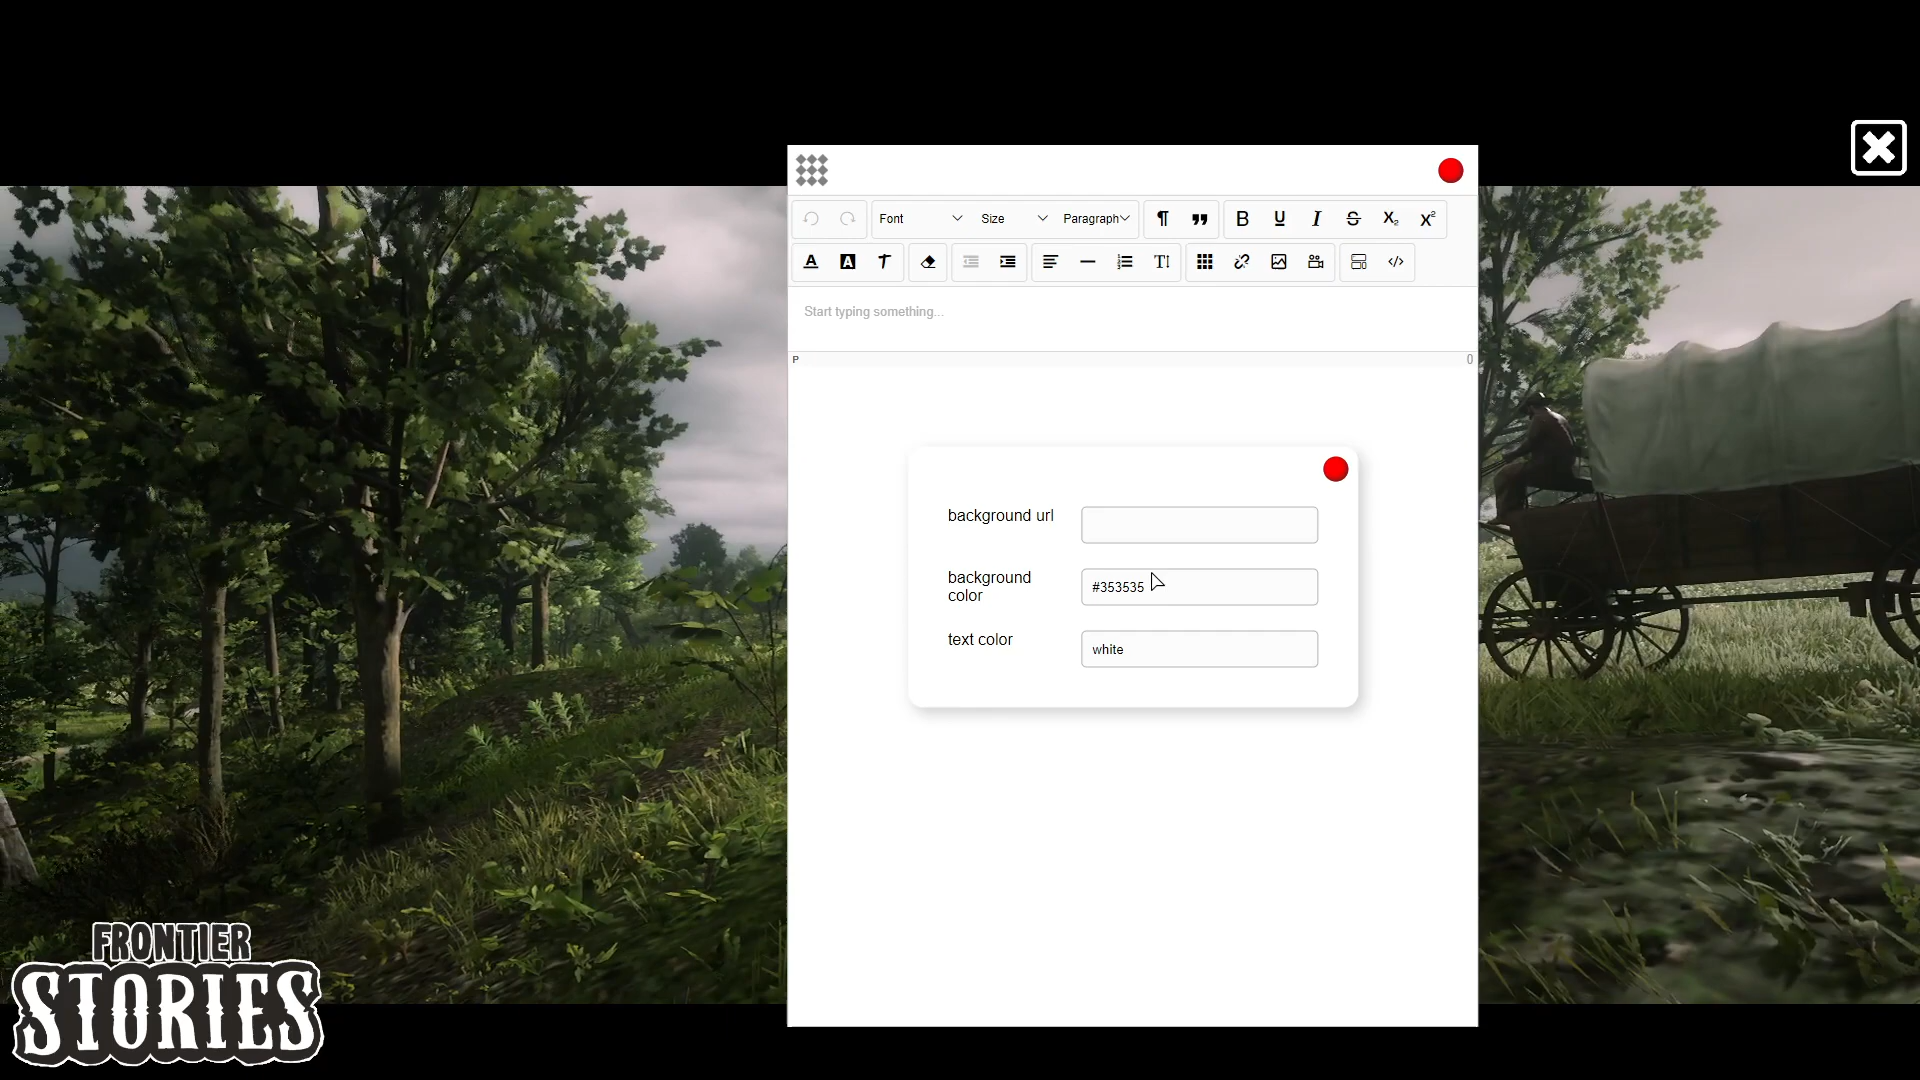 Font Size Paragraph
Start typing something...
P 0
background url
background color #353535
text color white
FRONTIER
STORIES